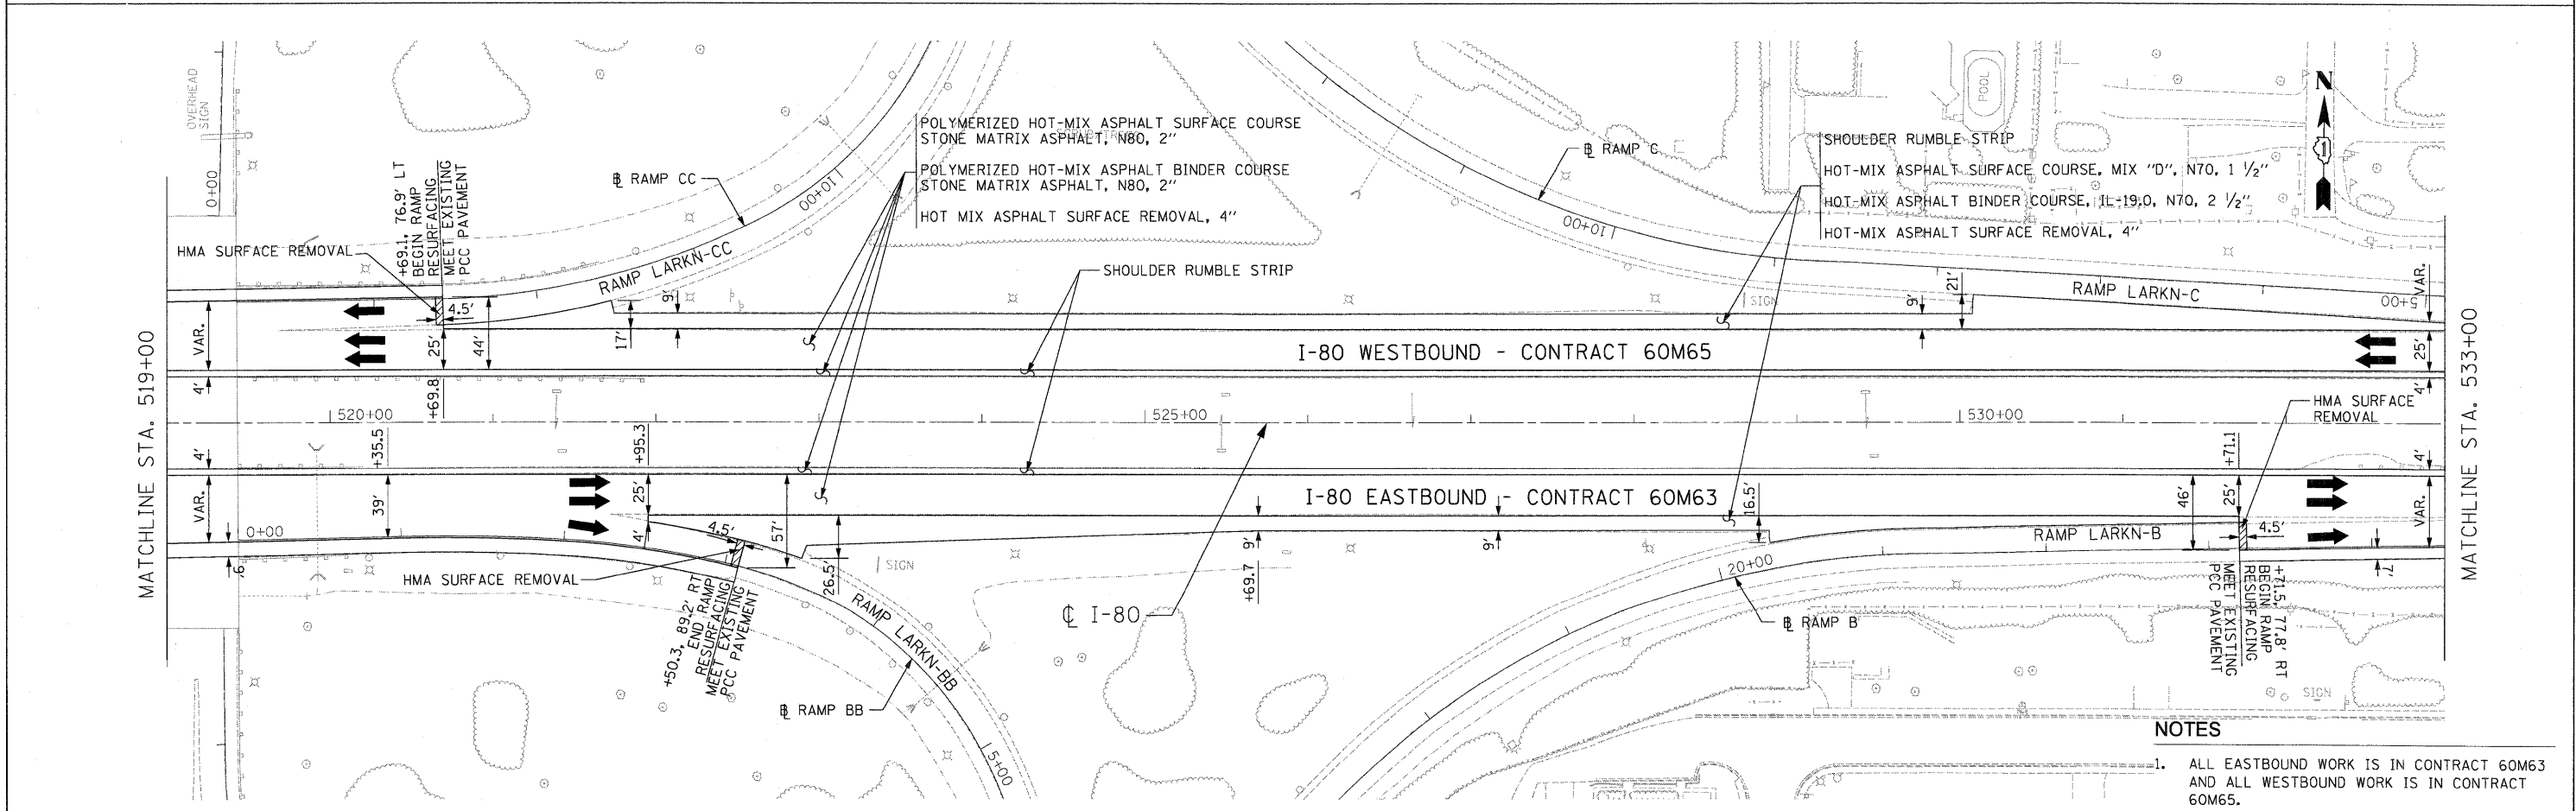 OVERHEAD
SIGN
10+00
HMA SURFACE REMOVAL
+69.1, 76.9' LT
BEGIN RAMP
RESURFACING
MEET EXISTING
PCC PAVEMENT
℄ RAMP CC
10+00
RAMP LARKN-CC
POLYMERIZED HOT-MIX ASPHALT SURFACE COURSE
STONE MATRIX ASPHALT, N80, 2"
POLYMERIZED HOT-MIX ASPHALT BINDER COURSE
STONE MATRIX ASPHALT, N80, 2"
HOT MIX ASPHALT SURFACE REMOVAL, 4"
SHOULDER RUMBLE STRIP
℄ RAMP C
10+00
POOL
N
1
SHOULDER RUMBLE STRIP
HOT-MIX ASPHALT SURFACE COURSE, MIX "D", N70, 1 1/2"
HOT-MIX ASPHALT BINDER COURSE, IL-19.0, N70, 2 1/2"
HOT-MIX ASPHALT SURFACE REMOVAL, 4"
SIGN
RAMP LARKN-C
5+00
VAR.
MATCHLINE STA. 519+00
VAR.
4'
4.5'
25'
44'
+69.8
17'
9'
9'
21'
25'
4'
I-80 WESTBOUND - CONTRACT 60M65
MATCHLINE STA. 533+00
520+00
525+00
530+00
HMA SURFACE
REMOVAL
4'
VAR.
+35.5
39'
0+00
6'
+95.3
25'
4'
4.5'
57'
26.5'
SIGN
I-80 EASTBOUND - CONTRACT 60M63
9'
+69.7
9'
16.5'
46'
+71.1
25'
4.5'
4'
VAR.
7'
RAMP LARKN-B
HMA SURFACE REMOVAL
+50.3, 89.2' RT
END RAMP
RESURFACING
MEET EXISTING
PCC PAVEMENT
RAMP LARKN-BB
℄ RAMP BB
5+00
℄ I-80
20+00
℄ RAMP B
+71.5, 77.8' RT
BEGIN RAMP
RESURFACING
MEET EXISTING
PCC PAVEMENT
SIGN
NOTES
1. ALL EASTBOUND WORK IS IN CONTRACT 60M63
AND ALL WESTBOUND WORK IS IN CONTRACT
60M65.